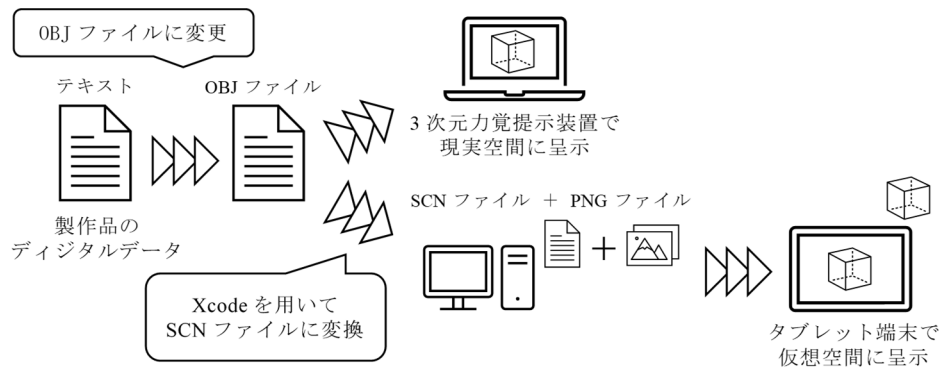 OBJ ファイルに変更
テキスト
OBJ ファイル
製作品の
ディジタルデータ
3 次元力覚提示装置で
現実空間に呈示
SCN ファイル + PNG ファイル
Xcode を用いて
SCN ファイルに変換
タブレット端末で
仮想空間に呈示